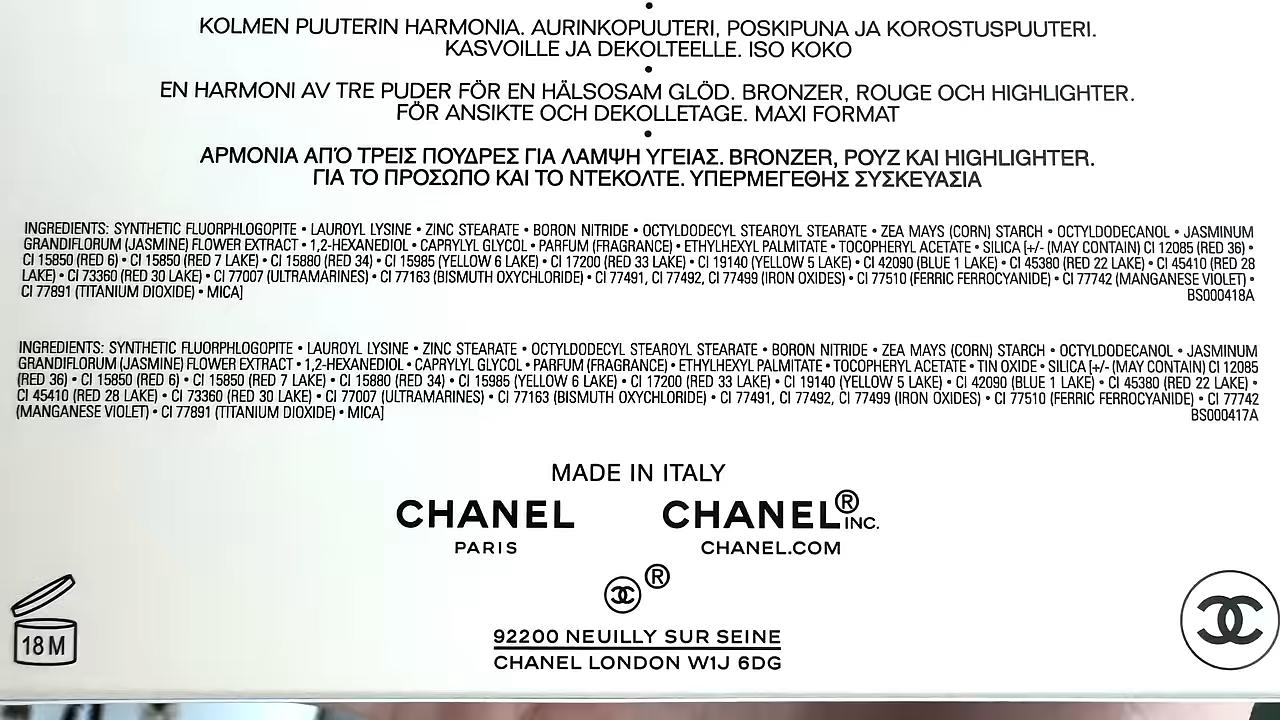 KOLMEN PUUTERIN HARMONIA. AURINKOPUUTERI, POSKIPUNA JA KOROSTUSPUUTERI.
KASVOILLE JA DEKOLTEELLE. ISO KOKO
•
EN HARMONI AV TRE PUDER FÖR EN HÄLSOSAM GLÖD. BRONZER, ROUGE OCH HIGHLIGHTER.
FÖR ANSIKTE OCH DEKOLLETAGE. MAXI FORMAT
•
ΑΡΜΟΝΙΑ ΑΠΌ ΤΡΕΙΣ ΠΟΥΔΡΕΣ ΓΙΑ ΛΑΜΨΗ ΥΓΕΙΑΣ. BRONZER, ΡΟΥΖ ΚΑΙ HIGHLIGHTER.
ΓΙΑ ΤΟ ΠΡΟΣΩΠΟ ΚΑΙ ΤΟ ΝΤΕΚΟΛΤΕ. ΥΠΕΡΜΕΓΕΘΗΣ ΣΥΣΚΕΥΑΣΙΑ
INGREDIENTS: SYNTHETIC FLUORPHLOGOPITE • LAUROYL LYSINE • ZINC STEARATE • BORON NITRIDE • OCTYLDODECYL STEAROYL STEARATE • ZEA MAYS (CORN) STARCH • OCTYLDODECANOL • JASMINUM
GRANDIFLORUM (JASMINE) FLOWER EXTRACT • 1,2-HEXANEDIOL • CAPRYLYL GLYCOL • PARFUM (FRAGRANCE) • ETHYLHEXYL PALMITATE • TOCOPHERYL ACETATE • SILICA [+/- (MAY CONTAIN) CI 12085 (RED 36) •
CI 15850 (RED 6) • CI 15850 (RED 7 LAKE) • CI 15880 (RED 34) • CI 15985 (YELLOW 6 LAKE) • CI 17200 (RED 33 LAKE) • CI 19140 (YELLOW 5 LAKE) • CI 42090 (BLUE 1 LAKE) • CI 45380 (RED 22 LAKE) • CI 45410 (RED 28
LAKE) • CI 73360 (RED 30 LAKE) • CI 77007 (ULTRAMARINES) • CI 77163 (BISMUTH OXYCHLORIDE) • CI 77491, CI 77492, CI 77499 (IRON OXIDES) • CI 77510 (FERRIC FERROCYANIDE) • CI 77742 (MANGANESE VIOLET) •
CI 77891 (TITANIUM DIOXIDE) • MICA] BS000418A
INGREDIENTS: SYNTHETIC FLUORPHLOGOPITE • LAUROYL LYSINE • ZINC STEARATE • OCTYLDODECYL STEAROYL STEARATE • BORON NITRIDE • ZEA MAYS (CORN) STARCH • OCTYLDODECANOL • JASMINUM
GRANDIFLORUM (JASMINE) FLOWER EXTRACT • 1,2-HEXANEDIOL • CAPRYLYL GLYCOL • PARFUM (FRAGRANCE) • ETHYLHEXYL PALMITATE • TOCOPHERYL ACETATE • TIN OXIDE • SILICA [+/- (MAY CONTAIN) CI 12085
(RED 36) • CI 15850 (RED 6) • CI 15850 (RED 7 LAKE) • CI 15880 (RED 34) • CI 15985 (YELLOW 6 LAKE) • CI 17200 (RED 33 LAKE) • CI 19140 (YELLOW 5 LAKE) • CI 42090 (BLUE 1 LAKE) • CI 45380 (RED 22 LAKE) •
CI 45410 (RED 28 LAKE) • CI 73360 (RED 30 LAKE) • CI 77007 (ULTRAMARINES) • CI 77163 (BISMUTH OXYCHLORIDE) • CI 77491, CI 77492, CI 77499 (IRON OXIDES) • CI 77510 (FERRIC FERROCYANIDE) • CI 77742
(MANGANESE VIOLET) • CI 77891 (TITANIUM DIOXIDE) • MICA] BS000417A
MADE IN ITALY
CHANEL CHANEL® INC.
PARIS CHANEL.COM
®
92200 NEUILLY SUR SEINE
CHANEL LONDON W1J 6DG
18 M